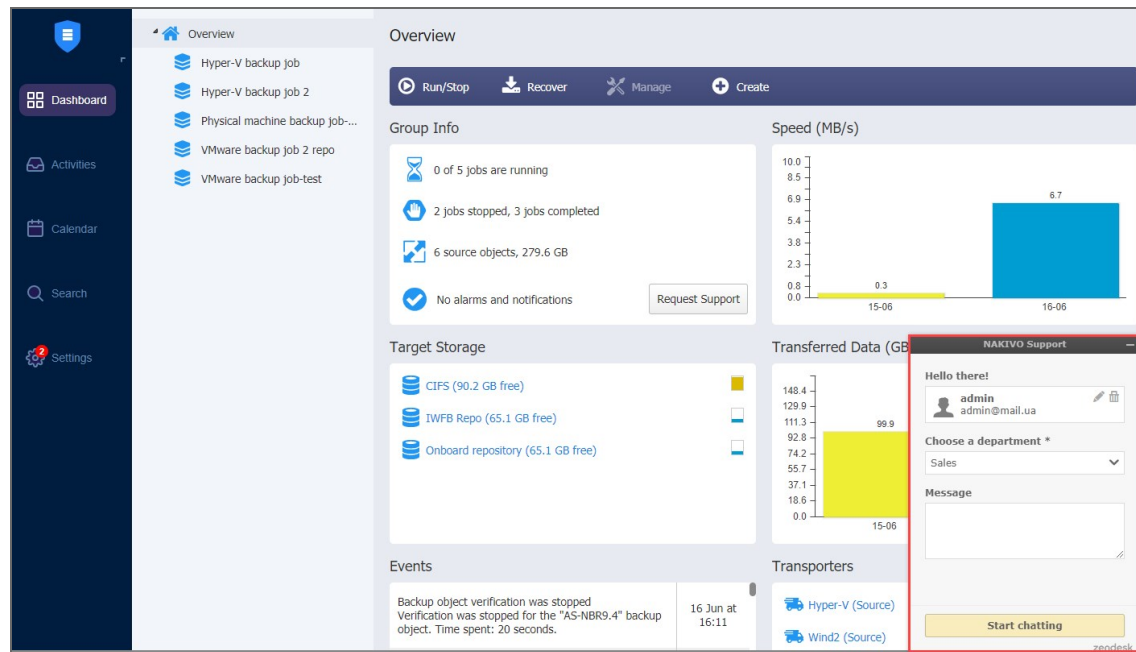 Dashboard
Activities
Calendar
Search
2
Settings
Overview
Hyper-V backup job
Hyper-V backup job 2
Physical machine backup job-...
VMware backup job 2 repo
VMware backup job-test
Overview
Run/Stop
Recover
Manage
Create
Group Info
0 of 5 jobs are running
2 jobs stopped, 3 jobs completed
6 source objects, 279.6 GB
No alarms and notifications
Request Support
Speed (MB/s)
10.0
8.5
6.9
5.4
3.8
2.3
0.8
0.0
0.3
6.7
15-06
16-06
Target Storage
CIFS (90.2 GB free)
IWFB Repo (65.1 GB free)
Onboard repository (65.1 GB free)
Transferred Data (GB
148.4
129.9
111.3
92.8
74.2
55.7
37.1
18.6
0.0
99.9
15-06
Events
Backup object verification was stopped
Verification was stopped for the "AS-NBR9.4" backup
object. Time spent: 20 seconds.
16 Jun at
16:11
Transporters
Hyper-V (Source)
Wind2 (Source)
NAKIVO Support
Hello there!
admin
admin@mail.ua
Choose a department *
Sales
Message
Start chatting